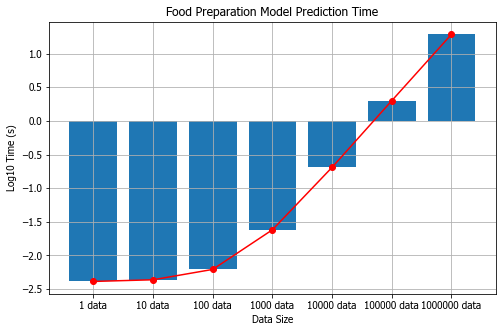 Food Preparation Model Prediction Time
Log10 Time (s)
1.0
0.5
0.0
−0.5
−1.0
−1.5
−2.0
−2.5
1 data
10 data
100 data
1000 data
10000 data
100000 data
1000000 data
Data Size